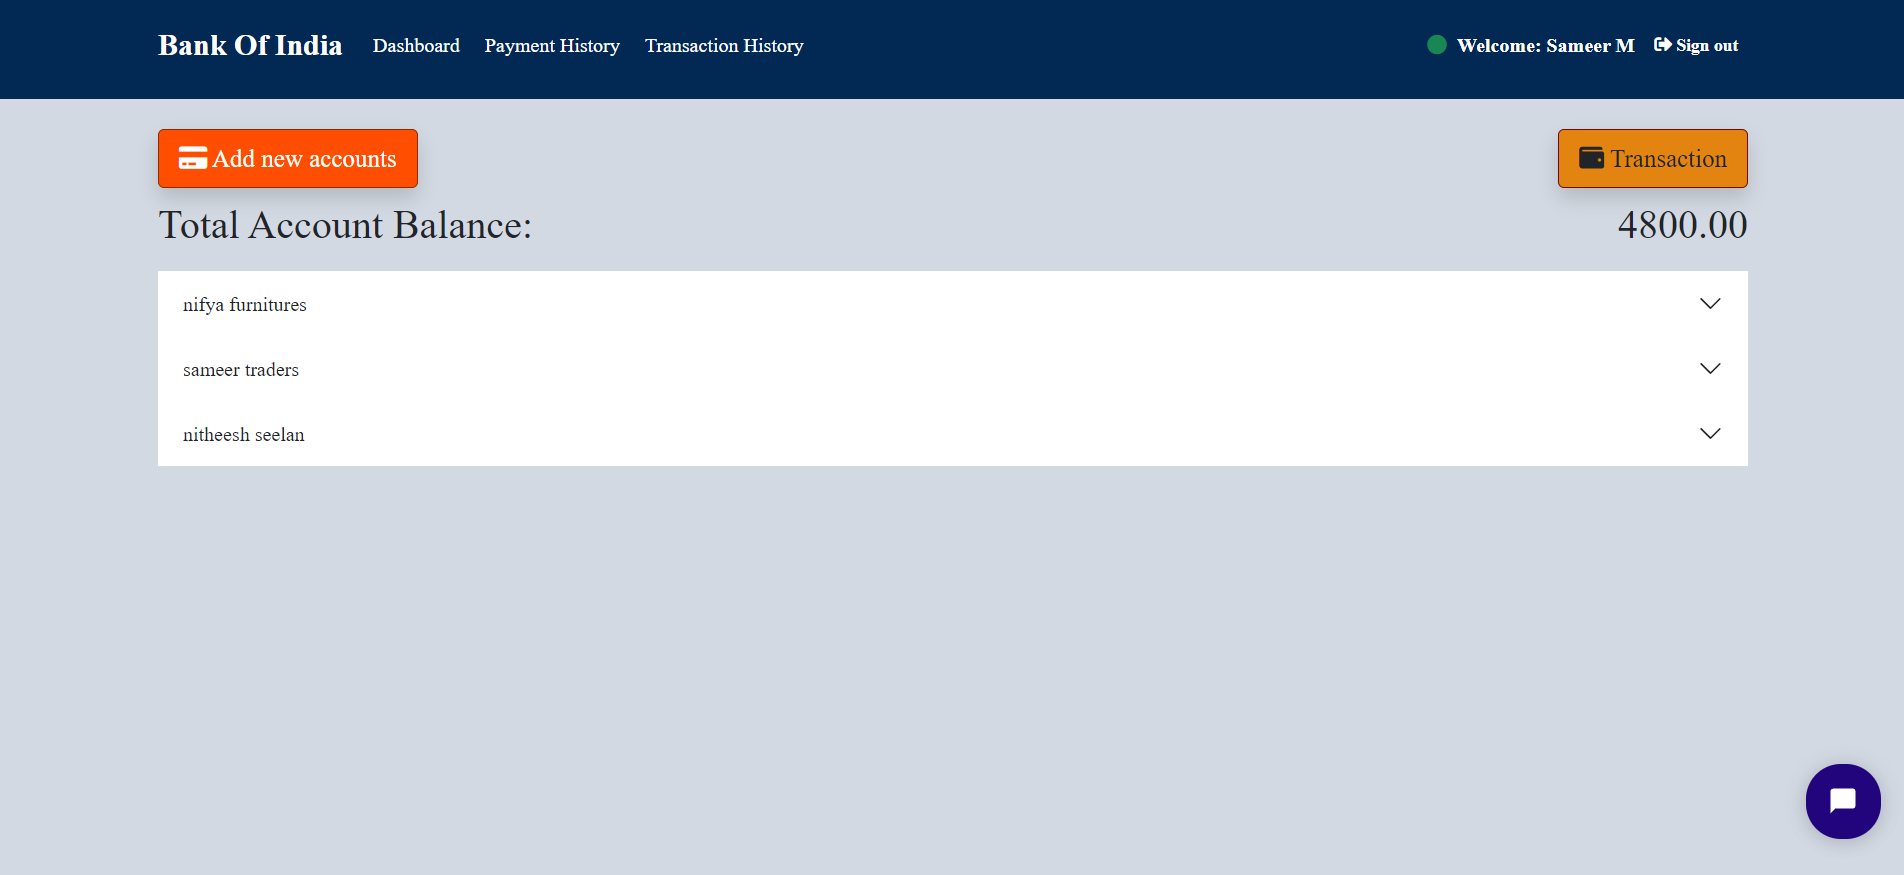 Bank Of India Dashboard Payment History Transaction History Welcome: Sameer M Sign out
Add new accounts Transaction
Total Account Balance: 4800.00
nifya furnitures
sameer traders
nitheesh seelan